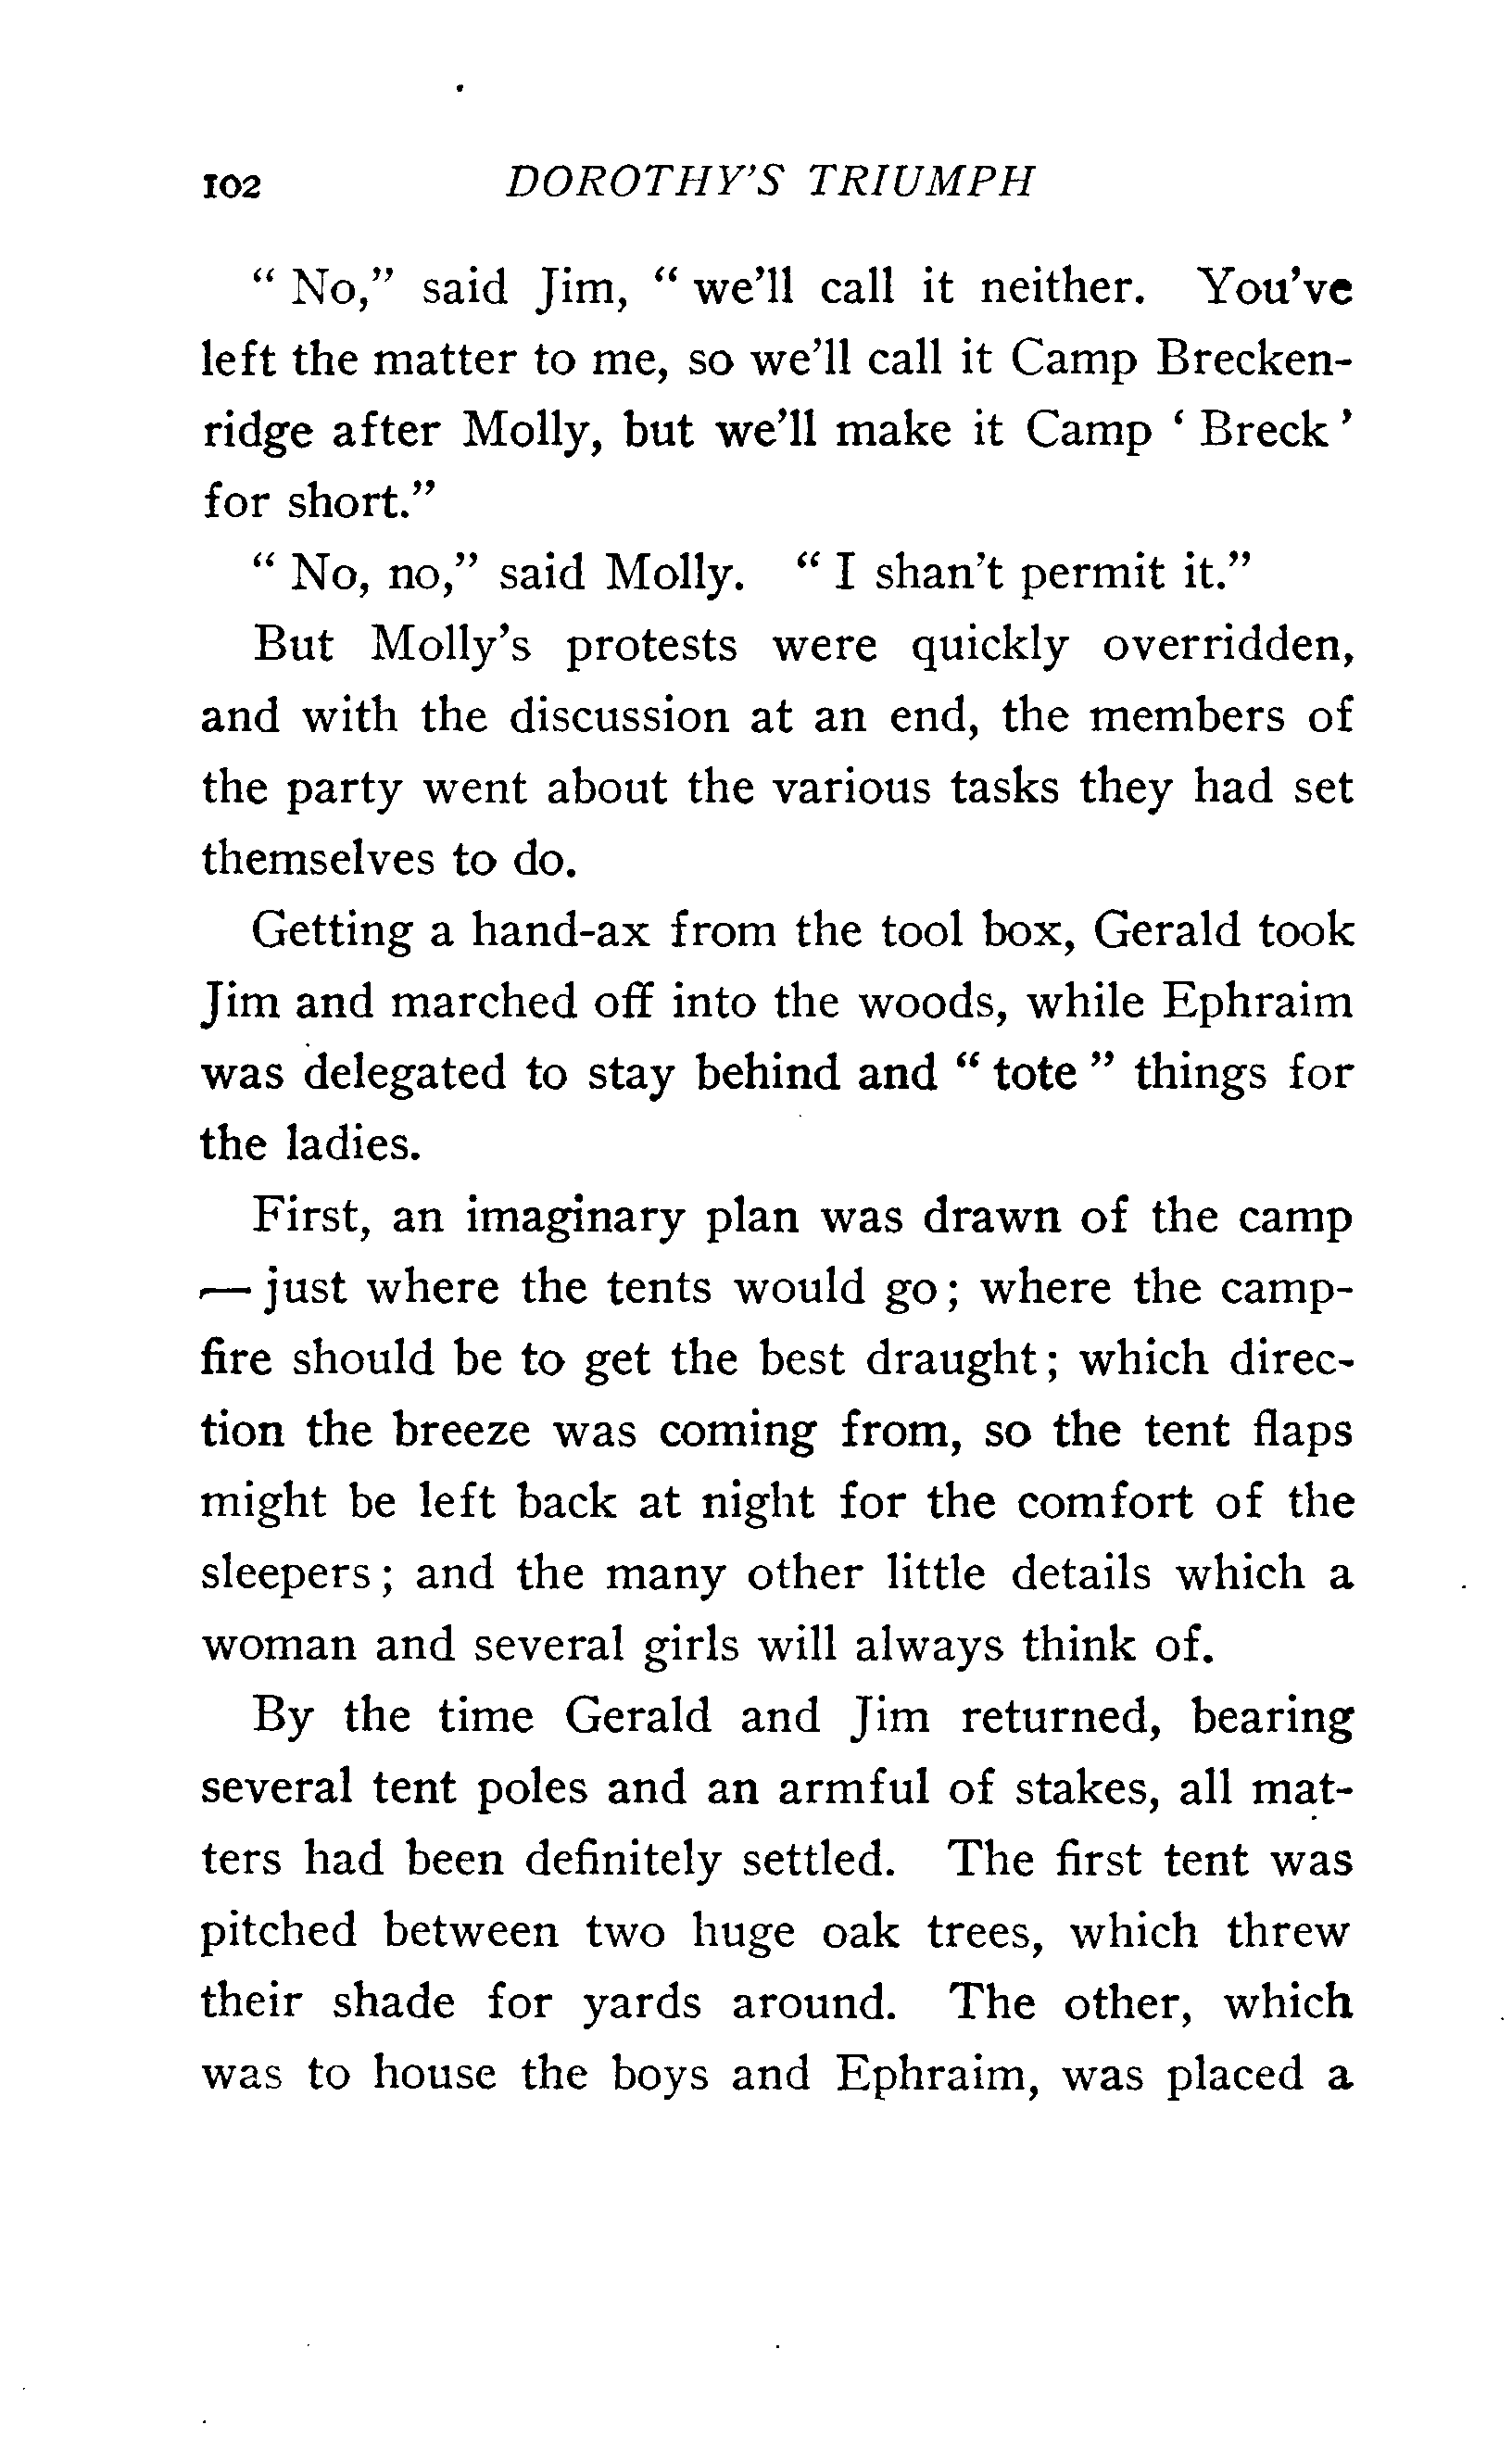 102 DOROTHY'S TRIUMPH
" No," said Jim, " we'll call it neither. You've
left the matter to me, so we'll call it Camp Brecken-
ridge after Molly, but we'll make it Camp ' Breck '
for short."
" No, no," said Molly. " I shan't permit it."
But Molly's protests were quickly overridden,
and with the discussion at an end, the members of
the party went about the various tasks they had set
themselves to do.
Getting a hand-ax from the tool box, Gerald took
Jim and marched off into the woods, while Ephraim
was delegated to stay behind and " tote " things for
the ladies.
First, an imaginary plan was drawn of the camp
— just where the tents would go ; where the camp-
fire should be to get the best draught ; which direc-
tion the breeze was coming from, so the tent flaps
might be left back at night for the comfort of the
sleepers ; and the many other little details which a
woman and several girls will always think of.
By the time Gerald and Jim returned, bearing
several tent poles and an armful of stakes, all mat-
ters had been definitely settled. The first tent was
pitched between two huge oak trees, which threw
their shade for yards around. The other, which
was to house the boys and Ephraim, was placed a